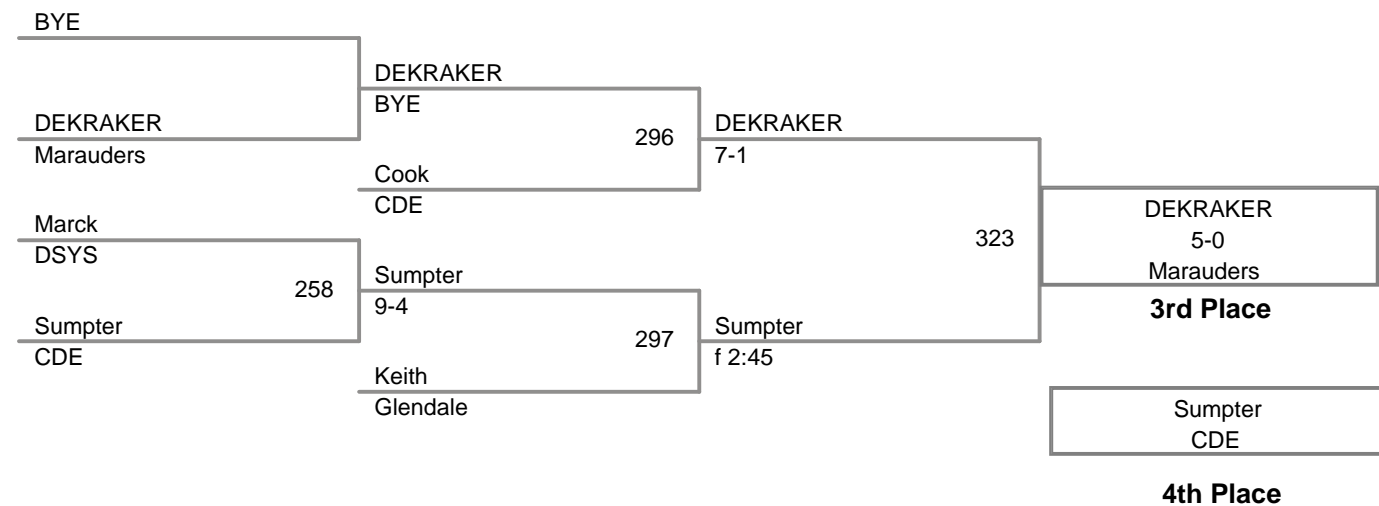 BYE
DEKRAKER
BYE
DEKRAKER
Marauders
296
DEKRAKER
7-1
Cook
CDE
Marck
DSYS
258
Sumpter
9-4
Sumpter
CDE
297
Sumpter
f 2:45
Keith
Glendale
323
DEKRAKER
5-0
Marauders
3rd Place
Sumpter
CDE
4th Place